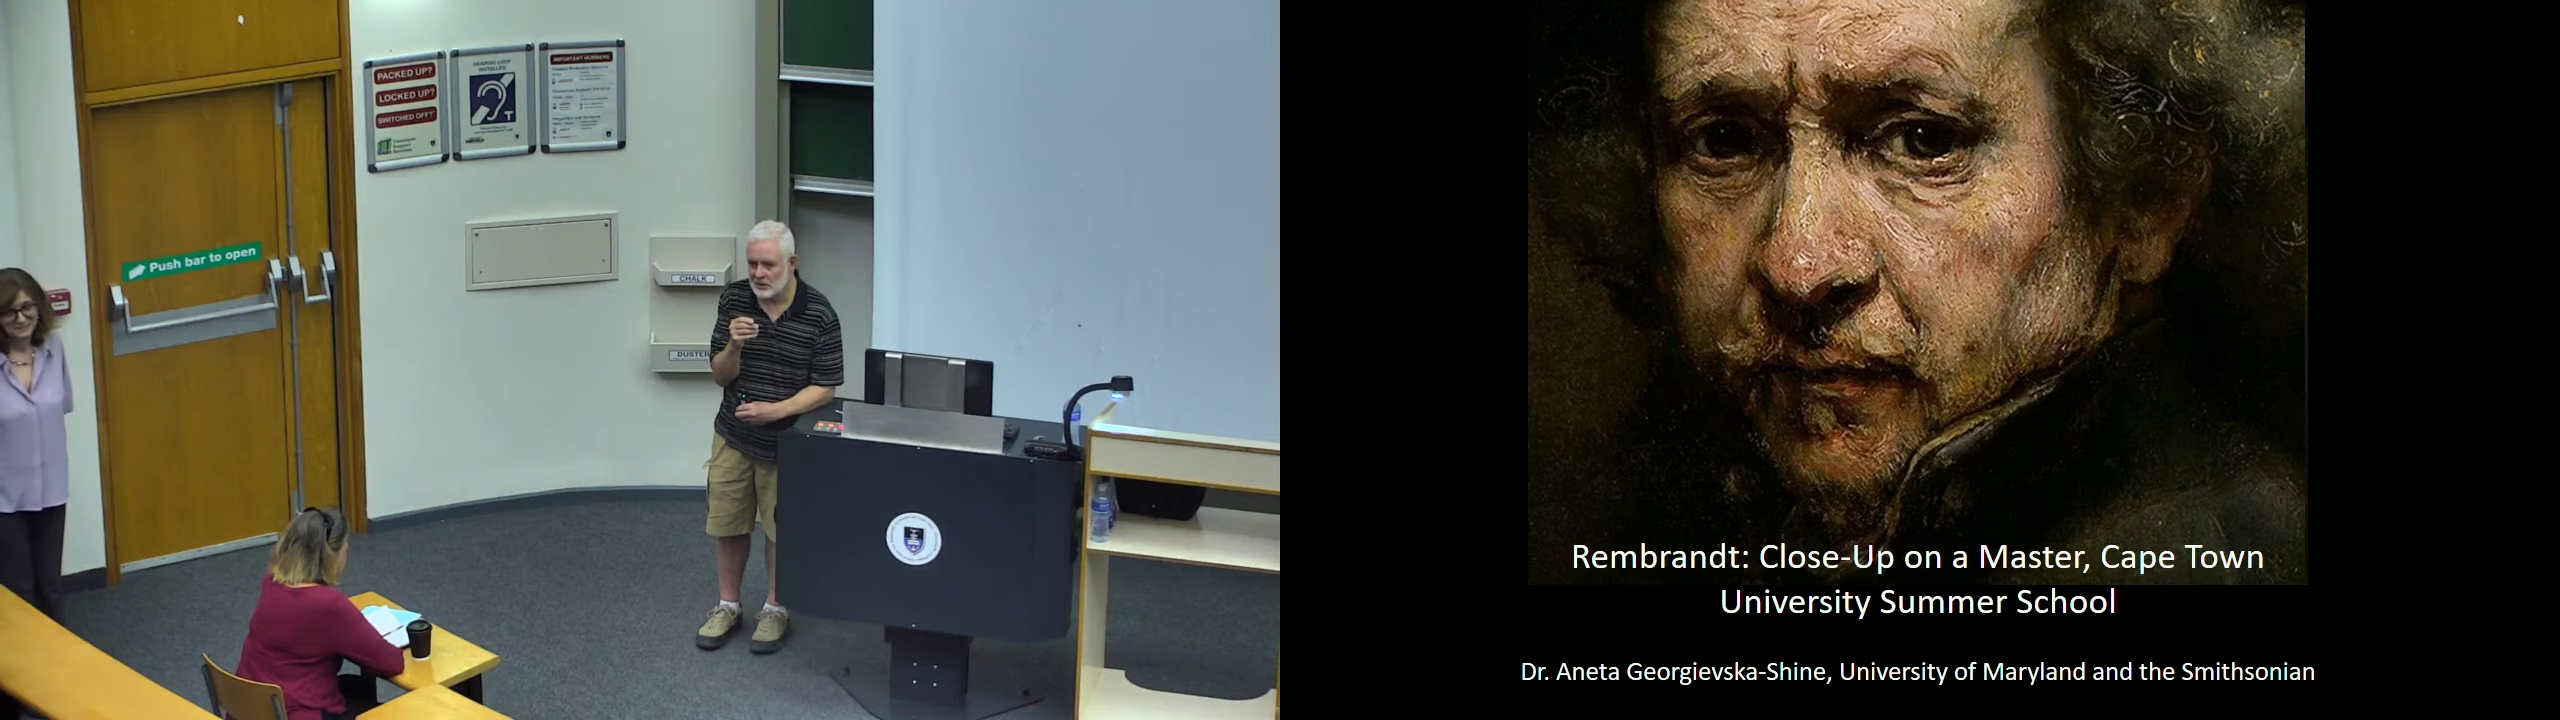 PACKED UP?
LOCKED UP?
SWITCHED OFF?
HEARING LOOP
INSTALLED
T
IMPORTANT NUMBERS
Push bar to open
CHALK
DUSTER
Rembrandt: Close-Up on a Master, Cape Town
University Summer School
Dr. Aneta Georgievska-Shine, University of Maryland and the Smithsonian